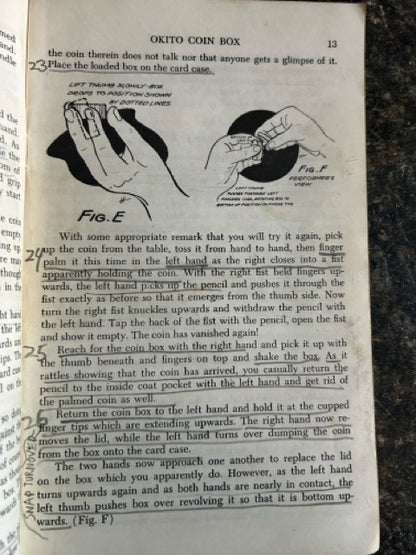 OKITO COIN BOX 13
the coin therein does not talk nor that anyone gets a glimpse of it.
23 Place the loaded box on the card case.
LIFT THUMB SLOWLY-BOX
DROPS TO POSITION SHOWN
BY DOTTED LINES
FIG. F
PERFORMER'S
VIEW
LIFT THUMB
BOTTOM OF POSITION ON FINGER TIPS
FIG. E
With some appropriate remark that you will try it again, pick
up the coin from the table, toss it from hand to hand, then finger
24 palm it this time in the left hand as the right closes into a fist
apparently holding the coin. With the right fist held fingers up-
wards, the left hand picks up the pencil and pushes it through the
fist exactly as before so that it emerges from the thumb side. Now
turn the right fist knuckles upwards and withdraw the pencil with
the left hand. Tap the back of the fist with the pencil, open the fist
and show it empty. The coin has vanished again!
25 Reach for the coin box with the right hand and pick it up with
the thumb beneath and fingers on top and shake the box. As it
rattles showing that the coin has arrived, you casually return the
pencil to the inside coat pocket with the left hand and get rid of
the palmed coin as well.
26 Return the coin box to the left hand and hold it at the cupped
finger tips which are extending upwards. The right hand now re-
moves the lid, while the left hand turns over dumping the coin
from the box onto the card case.
SNAP TURNOVER
The two hands now approach one another to replace the lid
on the box which you apparently do. However, as the left hand
turns upwards again and as both hands are nearly in contact, the
left thumb pushes box over revolving it so that it is bottom up-
wards. (Fig. F)